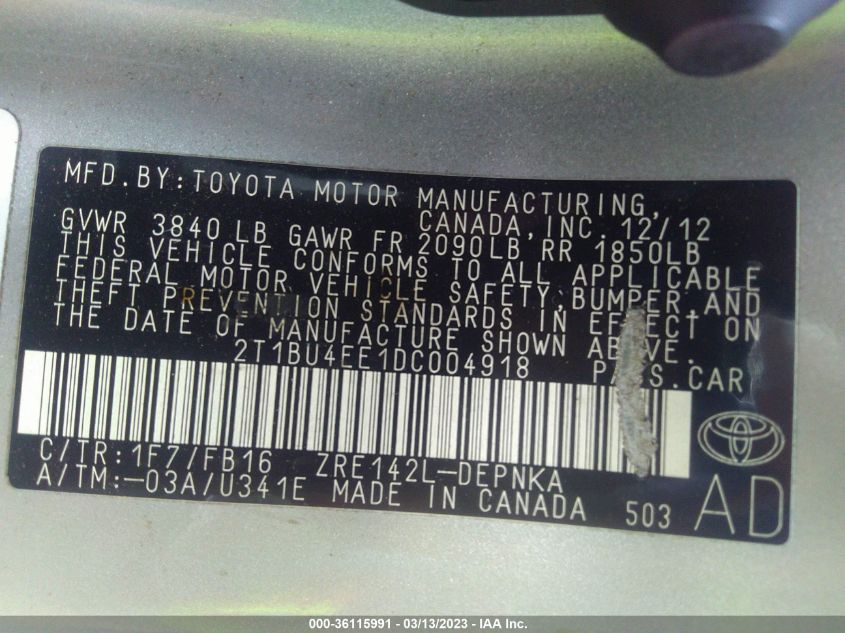 MFD.BY:TOYOTA MOTOR MANUFACTURING,
CANADA,INC. 12/12
GVWR 3840 LB GAWR FR 2090LB RR 1850LB
THIS VEHICLE CONFORMS TO ALL APPLICABLE
FEDERAL MOTOR VEHICLE SAFETY,BUMPER,AND
THEFT PREVENTION STANDARDS IN EFFECT ON
THE DATE OF MANUFACTURE SHOWN ABOVE.
2T1BU4EE1DC004918 PASS.CAR
C/TR:1F7/FB16 ZRE142L-DEPNKA
A/TM:-03A/U341E MADE IN CANADA 503
AD
000-36115991 — 03/13/2023 — IAA Inc.